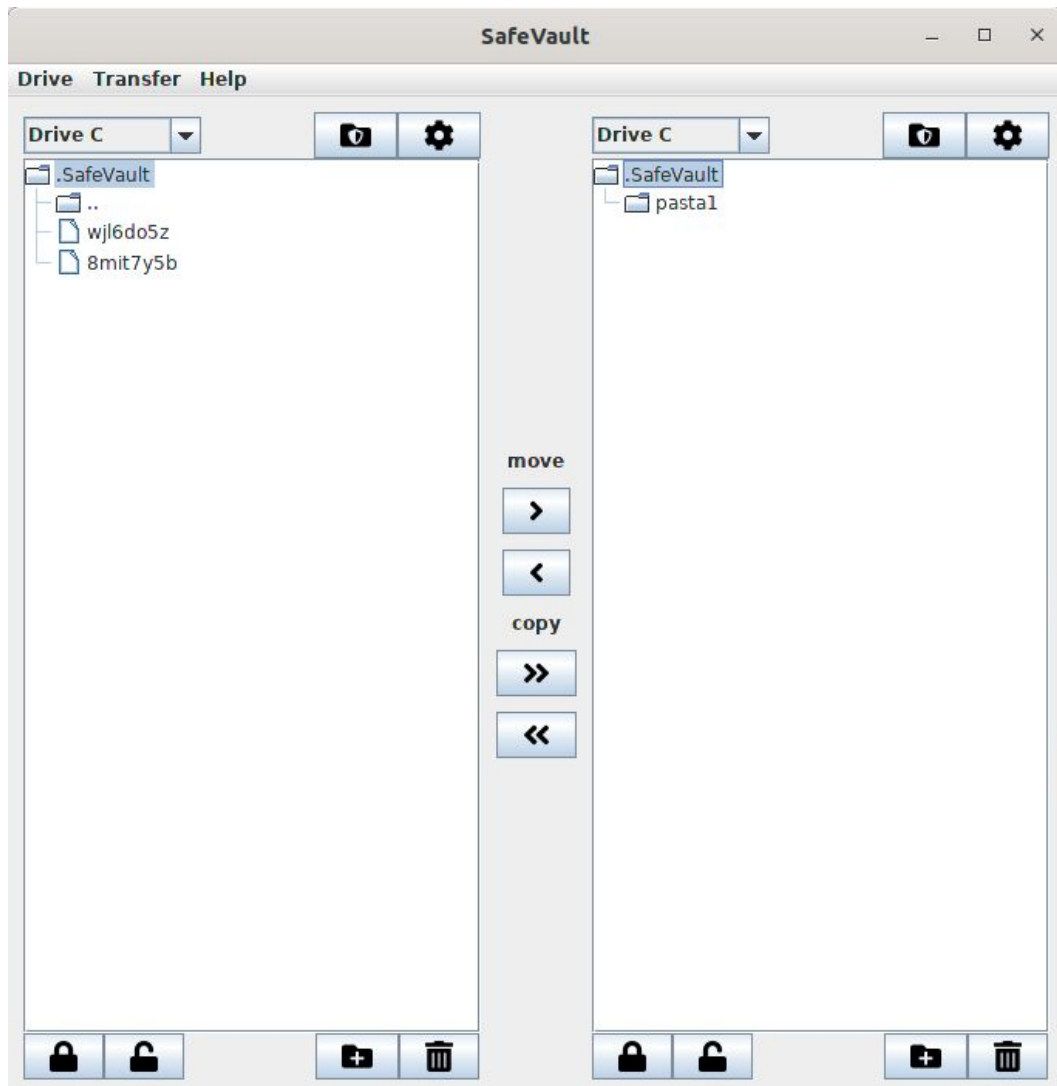 SafeVault
Drive Transfer Help
Drive C
.SafeVault
..
wjl6do5z
8mit7y5b
move
copy
Drive C
.SafeVault
pasta1